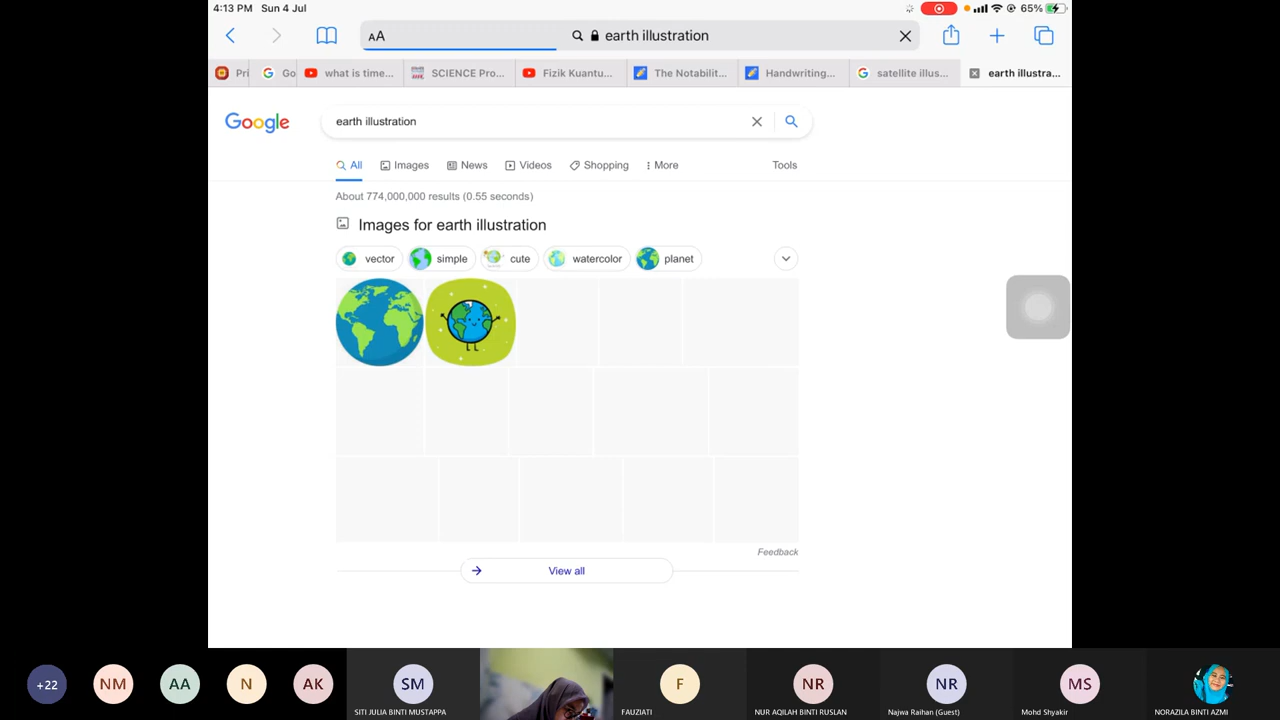 4:13 PM Sun 4 Jul 65%
AA earth illustration
Pri Go what is time... SCIENCE Pro... Fizik Kuantu... The Notabilit... Handwriting... satellite illus... earth illustra...
Google earth illustration
All Images News Videos Shopping More Tools
About 774,000,000 results (0.55 seconds)
Images for earth illustration
vector simple cute watercolor planet
Feedback
View all
+22 NM AA N AK SM F NR NR MS
SITI JULIA BINTI MUSTAPPA FAUZIATI NUR AQILAH BINTI RUSLAN Najwa Raihan (Guest) Mohd Shyakir NORAZILA BINTI AZMI